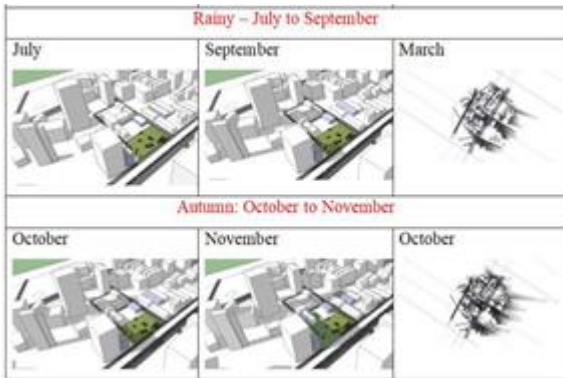 Rainy – July to September
July
September
March
Autumn: October to November
October
November
October